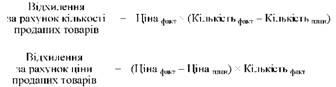 Відхилення
за рахунок кількості
проданих товарів
= Ціна факт × (Кількість факт – Кількість план)
Відхилення
за рахунок ціни
проданих товарів
= (Ціна факт – Ціна план) × Кількість факт